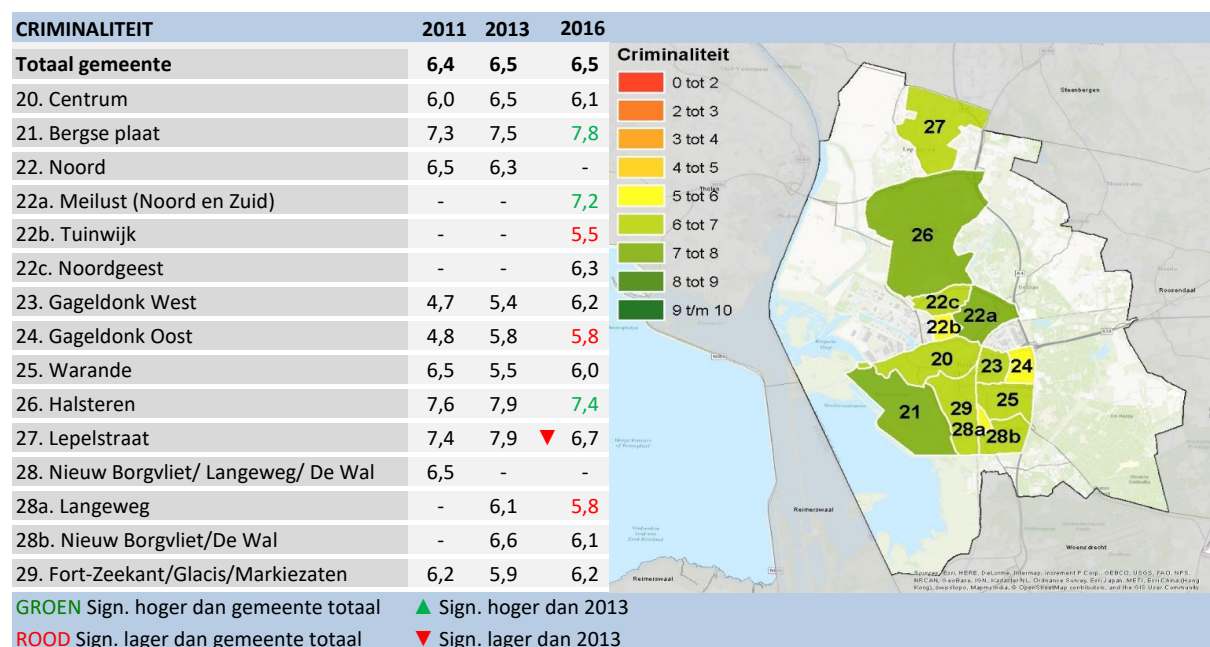 CRIMINALITEIT 2011 2013 2016
Totaal gemeente 6,4 6,5 6,5
20. Centrum 6,0 6,5 6,1
21. Bergse plaat 7,3 7,5 7,8
22. Noord 6,5 6,3 -
22a. Meilust (Noord en Zuid) - - 7,2
22b. Tuinwijk - - 5,5
22c. Noordgeest - - 6,3
23. Gageldonk West 4,7 5,4 6,2
24. Gageldonk Oost 4,8 5,8 5,8
25. Warande 6,5 5,5 6,0
26. Halsteren 7,6 7,9 7,4
27. Lepelstraat 7,4 7,9 ▼ 6,7
28. Nieuw Borgvliet/ Langeweg/ De Wal 6,5 - -
28a. Langeweg - 6,1 5,8
28b. Nieuw Borgvliet/De Wal - 6,6 6,1
29. Fort-Zeekant/Glacis/Markiezaten 6,2 5,9 6,2
GROEN Sign. hoger dan gemeente totaal ▲ Sign. hoger dan 2013
ROOD Sign. lager dan gemeente totaal ▼ Sign. lager dan 2013
Criminaliteit
0 tot 2
2 tot 3
3 tot 4
4 tot 5
5 tot 6
6 tot 7
7 tot 8
8 tot 9
9 t/m 10
Steenbergen
27
Tholen
26
Roosendaal
22c
22a
22b
20
23 24
25
21 29
28a 28b
Reimerswaal
Woensdrecht
Reimerswaal